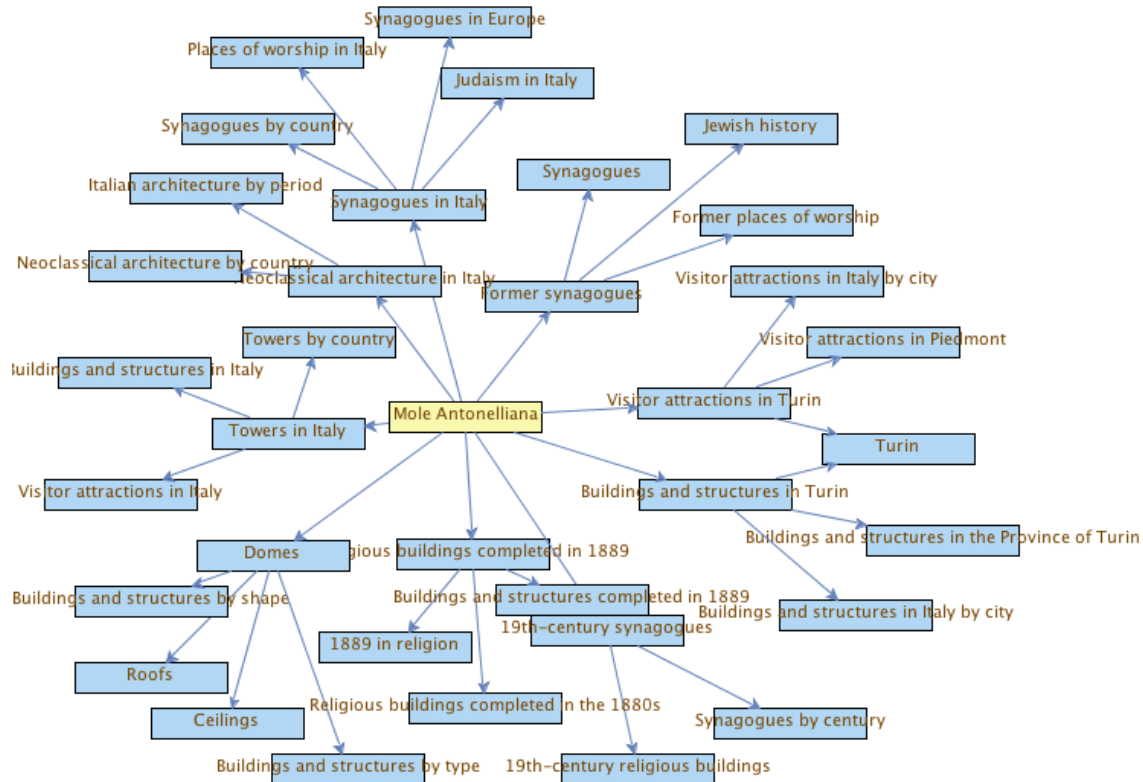 Synagogues in Europe
Places of worship in Italy
Judaism in Italy
Synagogues by country
Jewish history
Synagogues
Italian architecture by period
Synagogues in Italy
Former places of worship
Neoclassical architecture by country
Neoclassical architecture in Italy
Visitor attractions in Italy by city
Former synagogues
Towers by country
Visitor attractions in Piedmont
Buildings and structures in Italy
Visitor attractions in Turin
Mole Antonelliana
Towers in Italy
Turin
Visitor attractions in Italy
Buildings and structures in Turin
Buildings and structures in the Province of Turin
Domes
gious buildings completed in 1889
Buildings and structures by shape
Buildings and structures completed in 1889
Buildings and structures in Italy by city
19th-century synagogues
1889 in religion
Roofs
Religious buildings completed in the 1880s
Ceilings
Synagogues by century
Buildings and structures by type
19th-century religious buildings